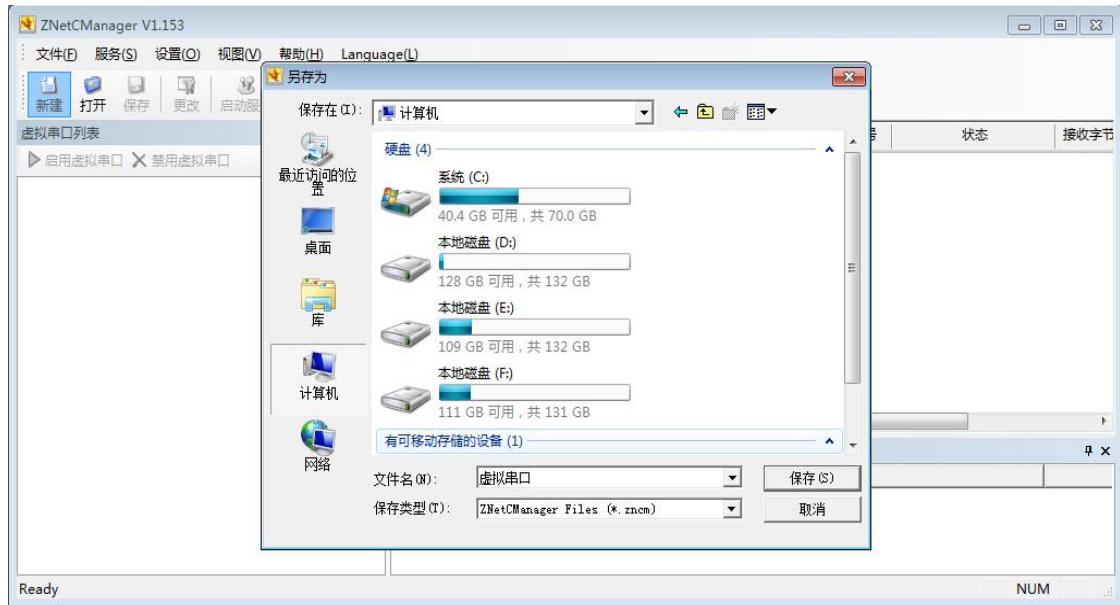 ZNetCManager V1.153
文件(F) 服务(S) 设置(O) 视图(V) 帮助(H) Language(L)
新建 打开 保存 更改 启动服
虚拟串口列表
启用虚拟串口 禁用虚拟串口
状态
接收字节
另存为
保存在(I): 计算机
最近访问的位置
桌面
库
计算机
网络
硬盘 (4)
系统 (C:)
40.4 GB 可用，共 70.0 GB
本地磁盘 (D:)
128 GB 可用，共 132 GB
本地磁盘 (E:)
109 GB 可用，共 132 GB
本地磁盘 (F:)
111 GB 可用，共 131 GB
有可移动存储的设备 (1)
文件名(N): 虚拟串口 保存(S)
保存类型(T): ZNetCManager Files (*.zncm) 取消
Ready NUM